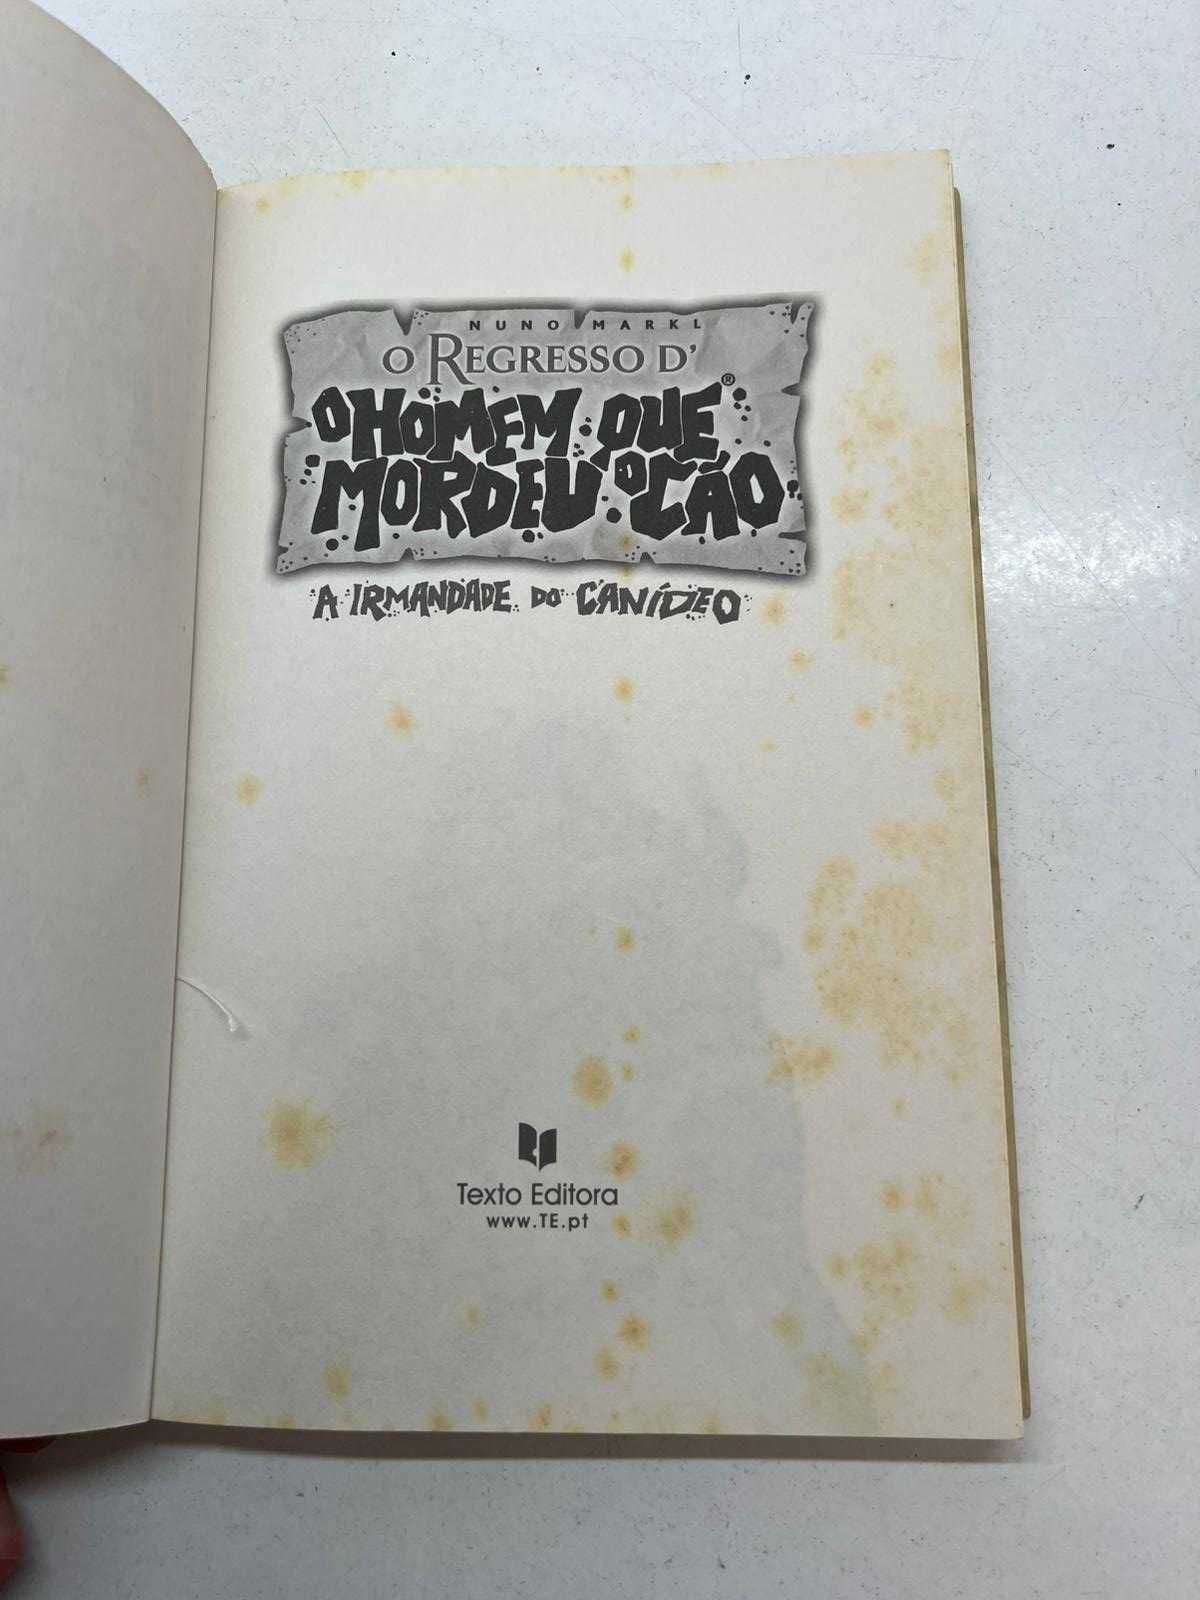 NUNO MARKL
O REGRESSO D'
O HOMEM QUE®
MORDEU O CÃO
A IRMANDADE DO CANÍDEO
Texto Editora
www.TE.pt